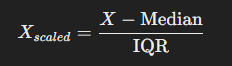 X_scaled = (X − Median) / IQR